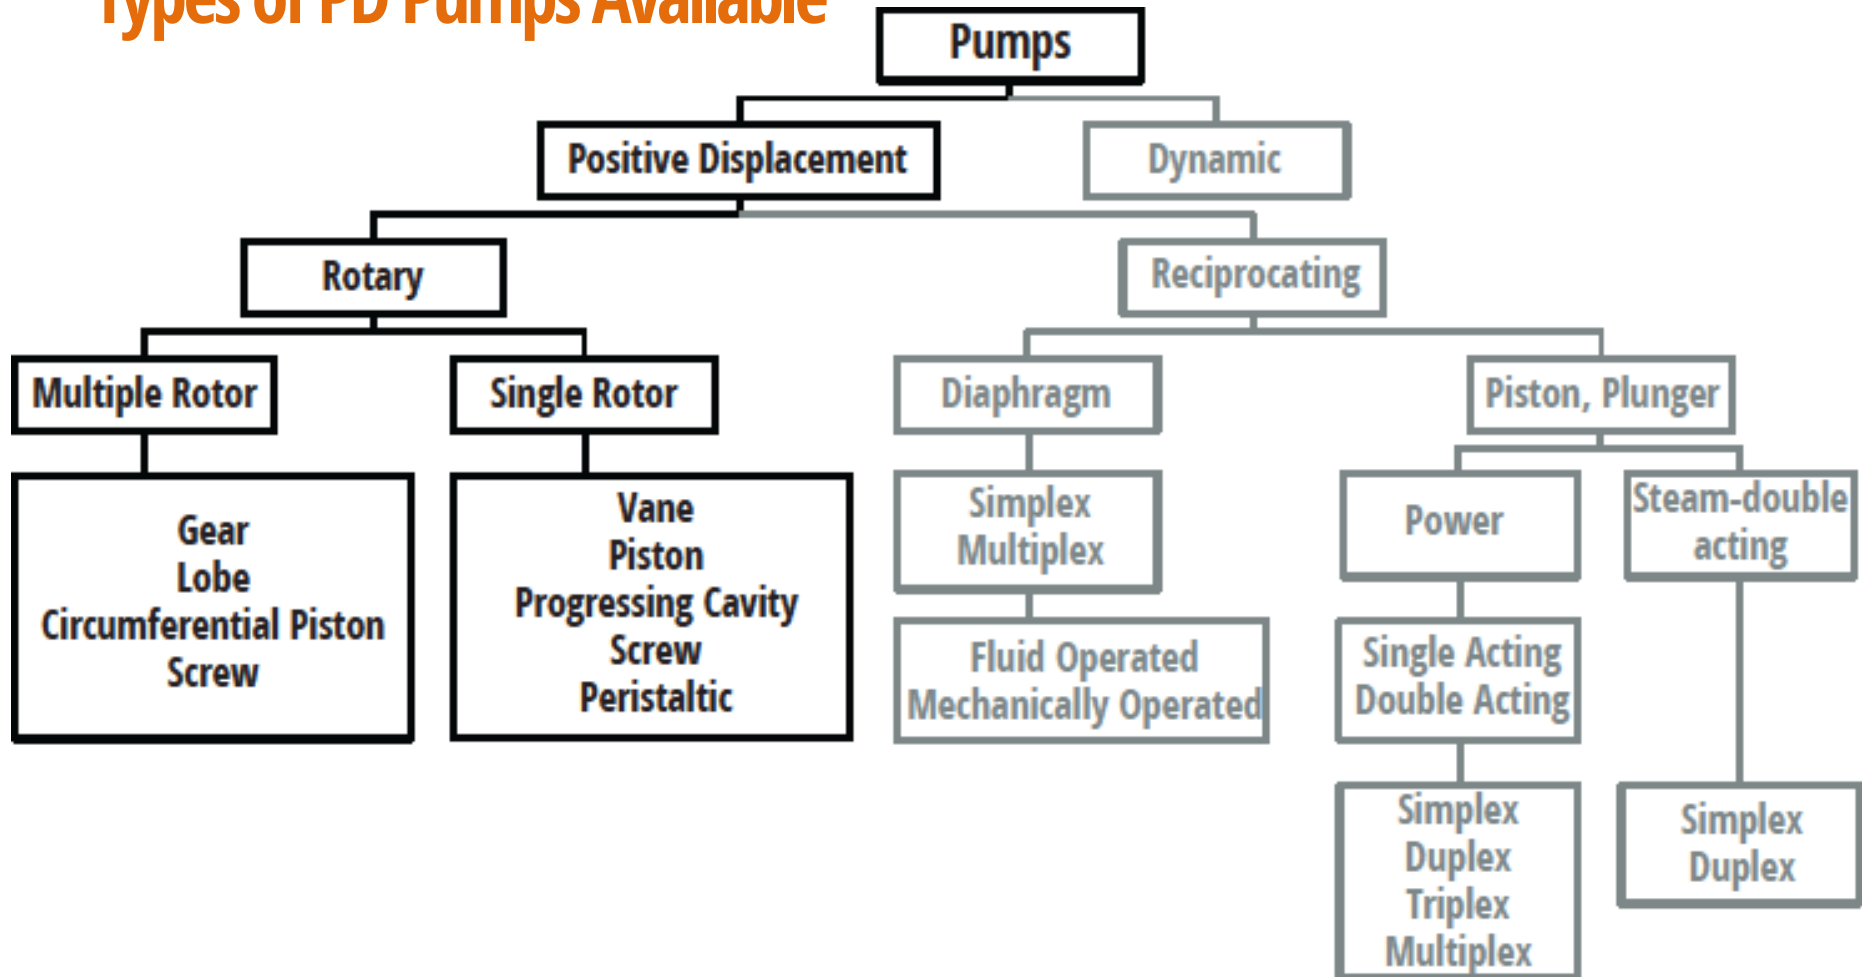 Types of PD Pumps Available
Pumps
Positive Displacement
Dynamic
Rotary
Reciprocating
Multiple Rotor
Single Rotor
Diaphragm
Piston, Plunger
Gear
Lobe
Circumferential Piston
Screw
Vane
Piston
Progressing Cavity
Screw
Peristaltic
Simplex
Multiplex
Fluid Operated
Mechanically Operated
Power
Single Acting
Double Acting
Simplex
Duplex
Triplex
Multiplex
Steam-double
acting
Simplex
Duplex